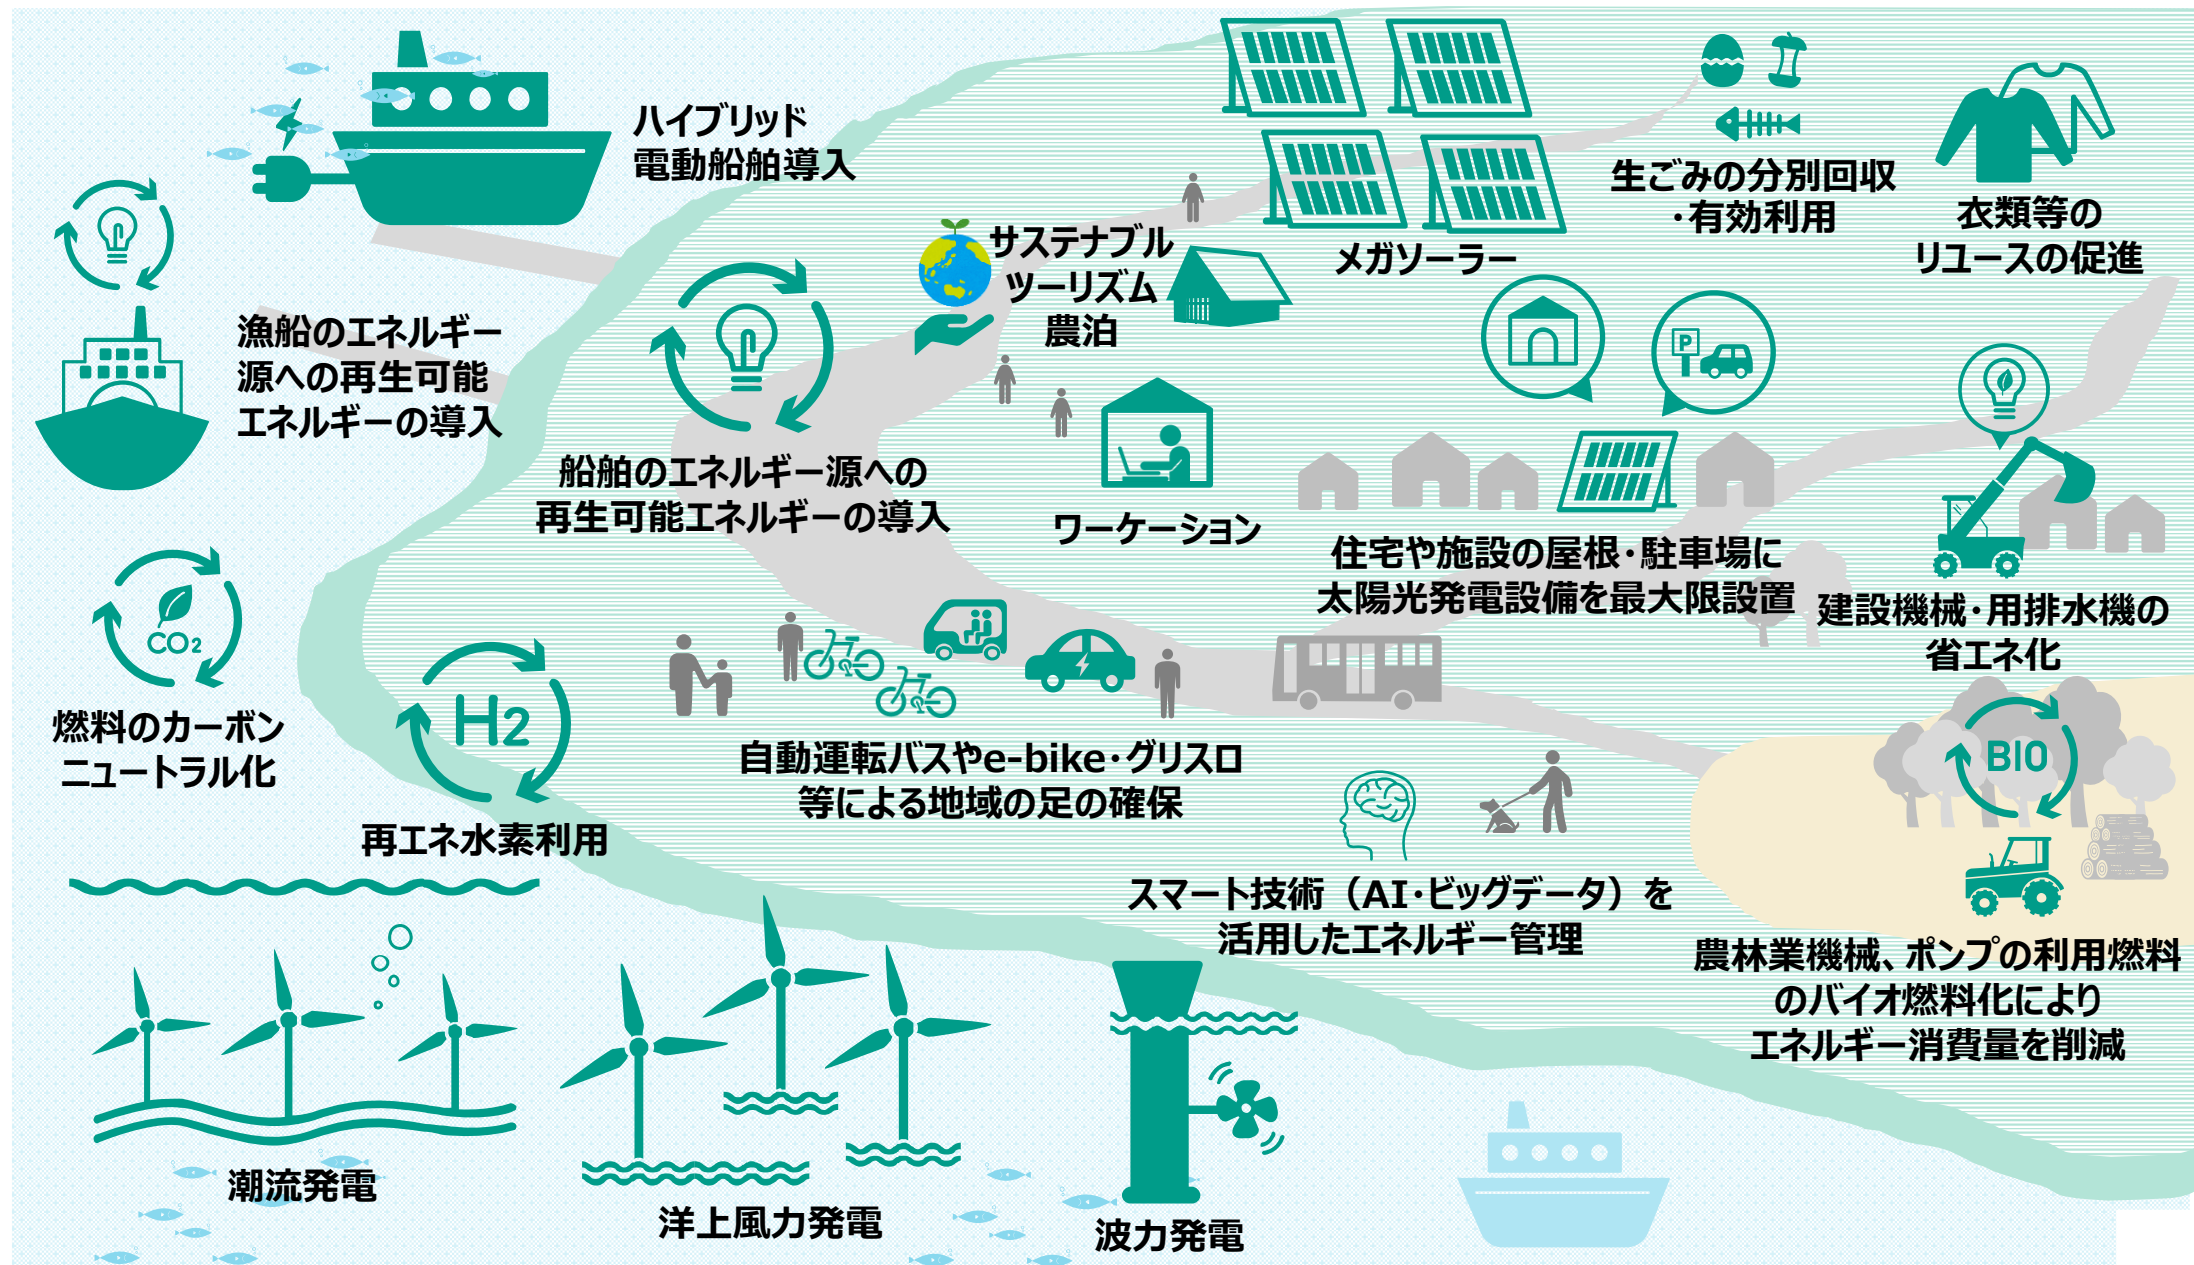 ハイブリッド
電動船舶導入
生ごみの分別回収
・有効利用
衣類等の
リユースの促進
メガソーラー
サステナブル
ツーリズム
農泊
P
漁船のエネルギー
源への再生可能
エネルギーの導入
船舶のエネルギー源への
再生可能エネルギーの導入
ワーケーション
住宅や施設の屋根・駐車場に
太陽光発電設備を最大限設置
建設機械・用排水機の
省エネ化
CO2
燃料のカーボン
ニュートラル化
H2
再エネ水素利用
自動運転バスやe-bike・グリスロ
等による地域の足の確保
BIO
スマート技術（AI・ビッグデータ）を
活用したエネルギー管理
農林業機械、ポンプの利用燃料
のバイオ燃料化により
エネルギー消費量を削減
潮流発電
洋上風力発電
波力発電